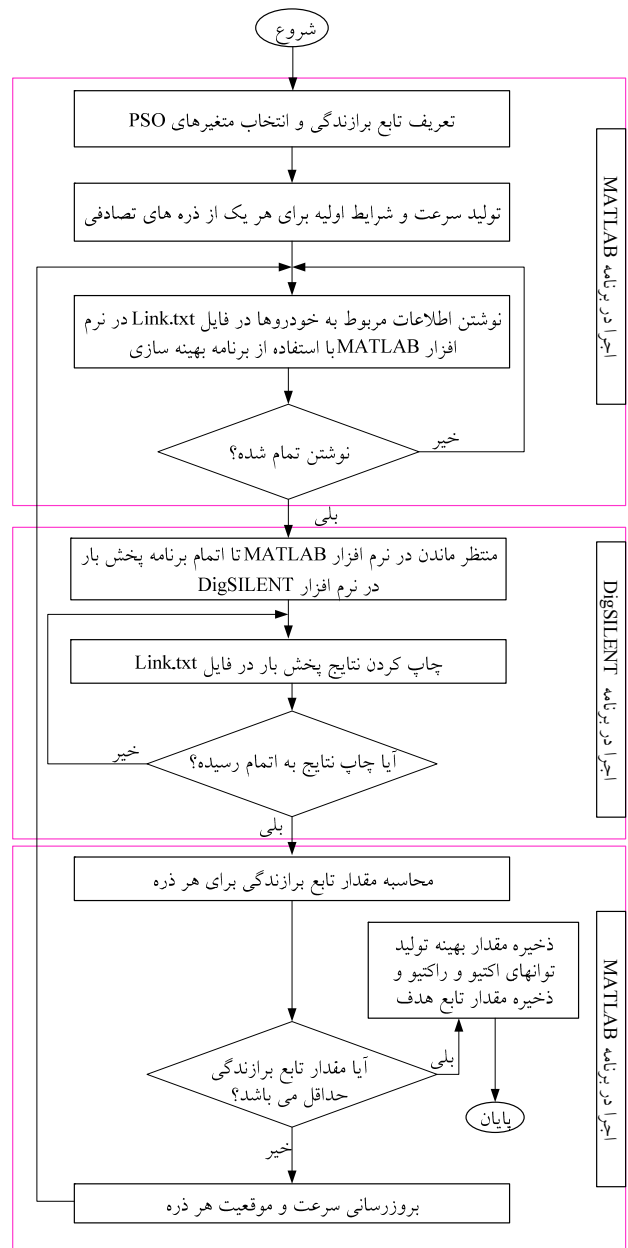 شروع
تعریف تابع برازندگی و انتخاب متغیرهای PSO
تولید سرعت و شرایط اولیه برای هر یک از ذره های تصادفی
نوشتن اطلاعات مربوط به خودروها در فایل Link.txt در نرم
افزار MATLAB با استفاده از برنامه بهینه سازی
نوشتن تمام شده؟
خیر
بلی
اجرا در برنامه MATLAB
منتظر ماندن در نرم افزار MATLAB تا اتمام برنامه پخش بار
در نرم افزار DigSILENT
چاپ کردن نتایج پخش بار در فایل Link.txt
آیا چاپ نتایج به اتمام رسیده؟
خیر
بلی
اجرا در برنامه DigSILENT
محاسبه مقدار تابع برازندگی برای هر ذره
ذخیره مقدار بهینه تولید
توانهای اکتیو و راکتیو و
ذخیره مقدار تابع هدف
آیا مقدار تابع برازندگی
حداقل می باشد؟
بلی
پایان
خیر
بروزرسانی سرعت و موقعیت هر ذره
اجرا در برنامه MATLAB